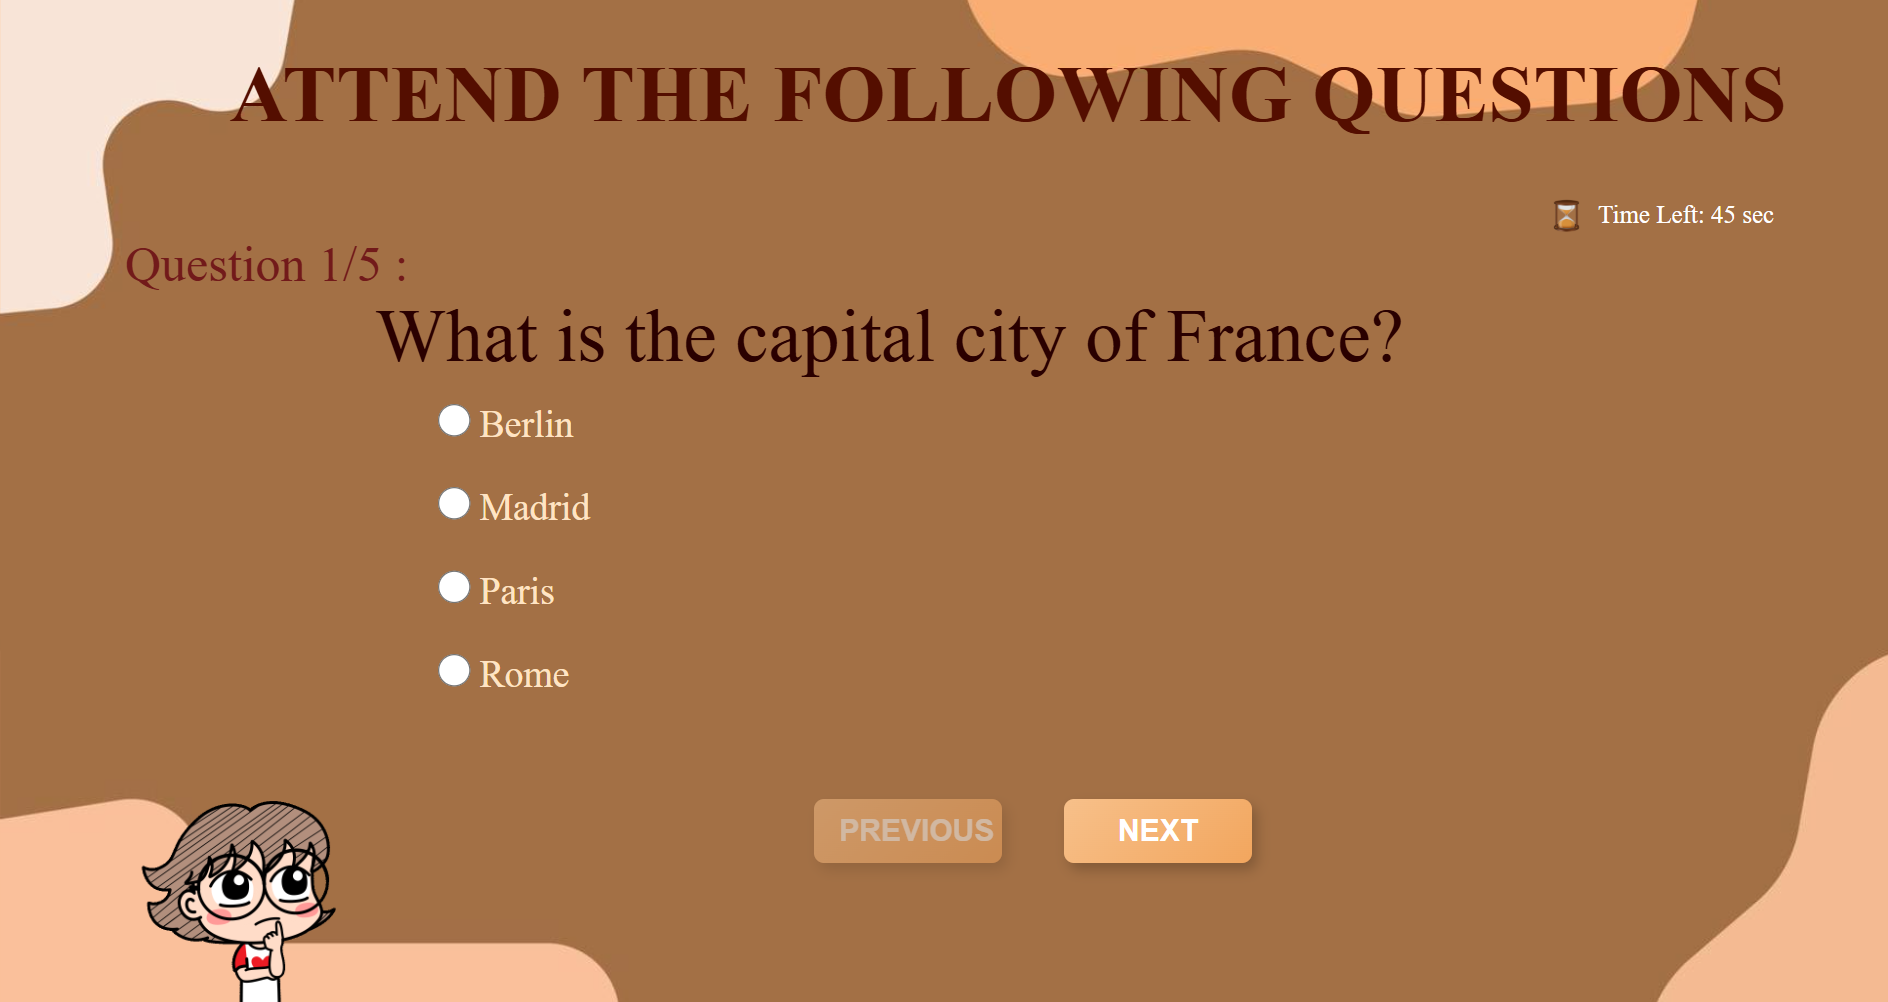 ATTEND THE FOLLOWING QUESTIONS
Time Left: 45 sec
Question 1/5 :
What is the capital city of France?
Berlin
Madrid
Paris
Rome
PREVIOUS
NEXT